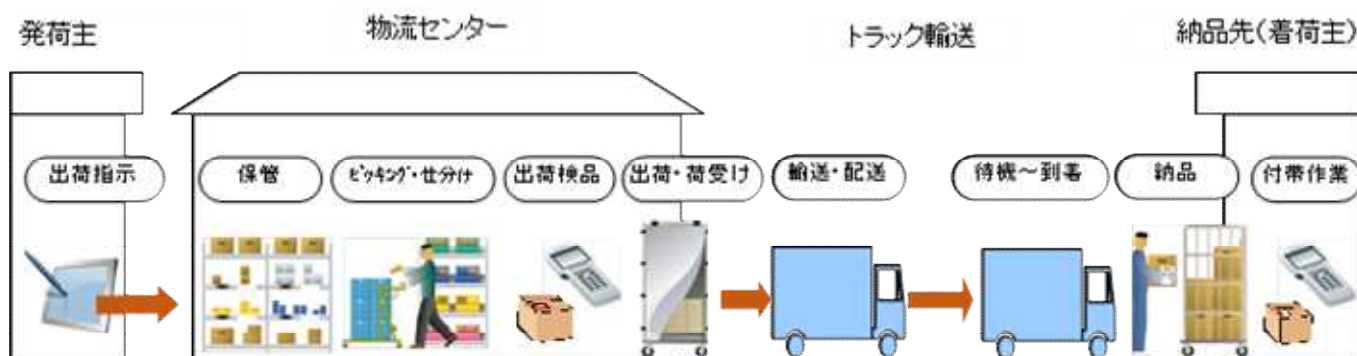 発荷主
物流センター
トラック輸送
納品先(着荷主)
出荷指示
保管
ピッキング・仕分け
出荷検品
出荷・荷受け
輸送・配送
待機～到着
納品
付帯作業